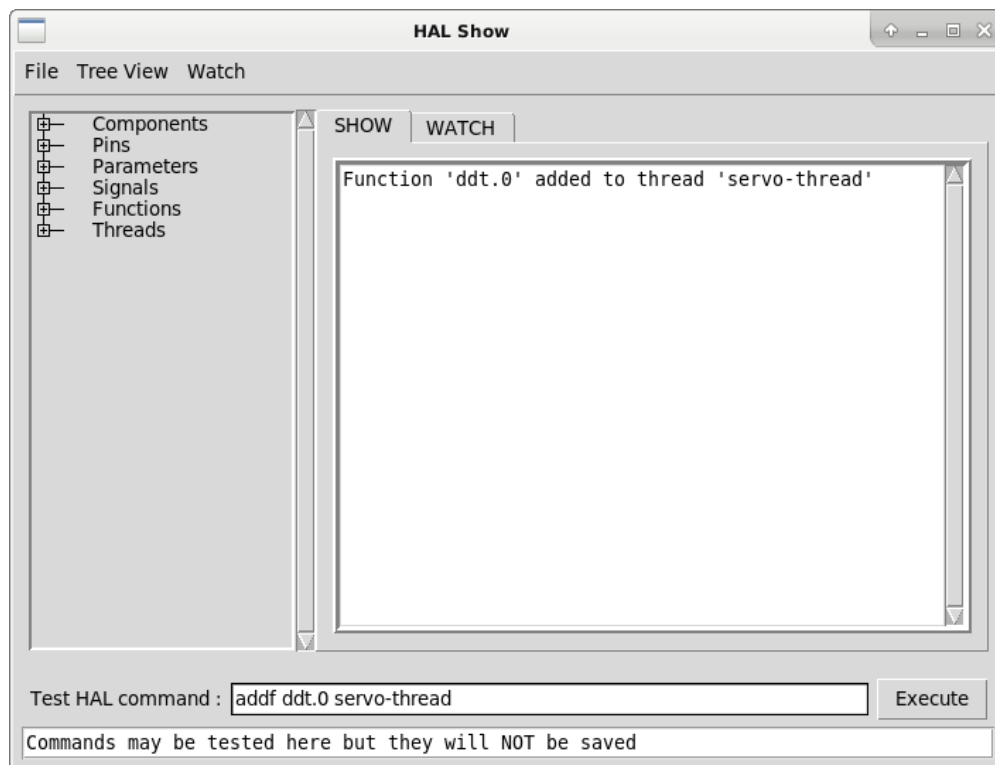 HAL Show
File Tree View Watch
Components
Pins
Parameters
Signals
Functions
Threads
SHOW WATCH
Function 'ddt.0' added to thread 'servo-thread'
Test HAL command : addf ddt.0 servo-thread Execute
Commands may be tested here but they will NOT be saved